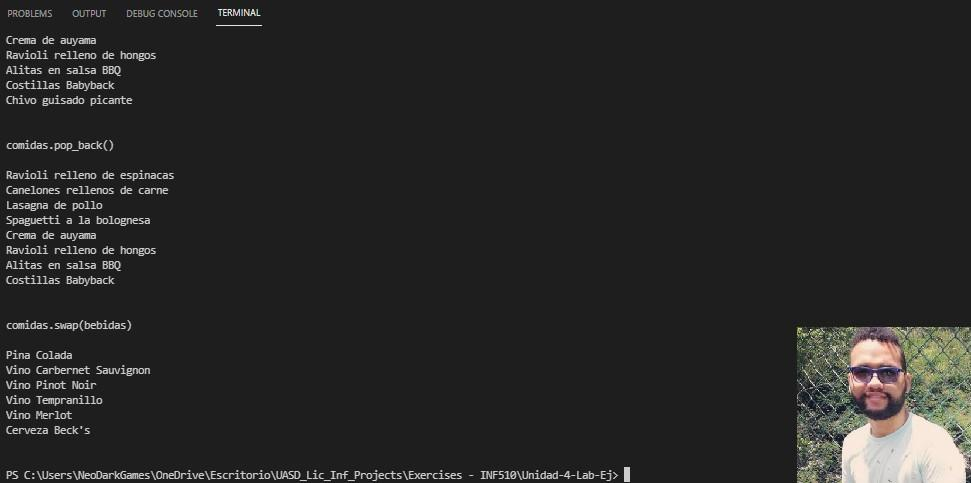 PROBLEMS OUTPUT DEBUG CONSOLE TERMINAL
Crema de auyama
Ravioli relleno de hongos
Alitas en salsa BBQ
Costillas Babyback
Chivo guisado picante
comidas.pop_back()
Ravioli relleno de espinacas
Canelones rellenos de carne
Lasagna de pollo
Spaguetti a la bolognesa
Crema de auyama
Ravioli relleno de hongos
Alitas en salsa BBQ
Costillas Babyback
comidas.swap(bebidas)
Pina Colada
Vino Carbernet Sauvignon
Vino Pinot Noir
Vino Tempranillo
Vino Merlot
Cerveza Beck's
PS C:\Users\NeoDarkGames\OneDrive\Escritorio\UASD_Lic_Inf_Projects\Exercises - INF510\Unidad-4-Lab-Ej>